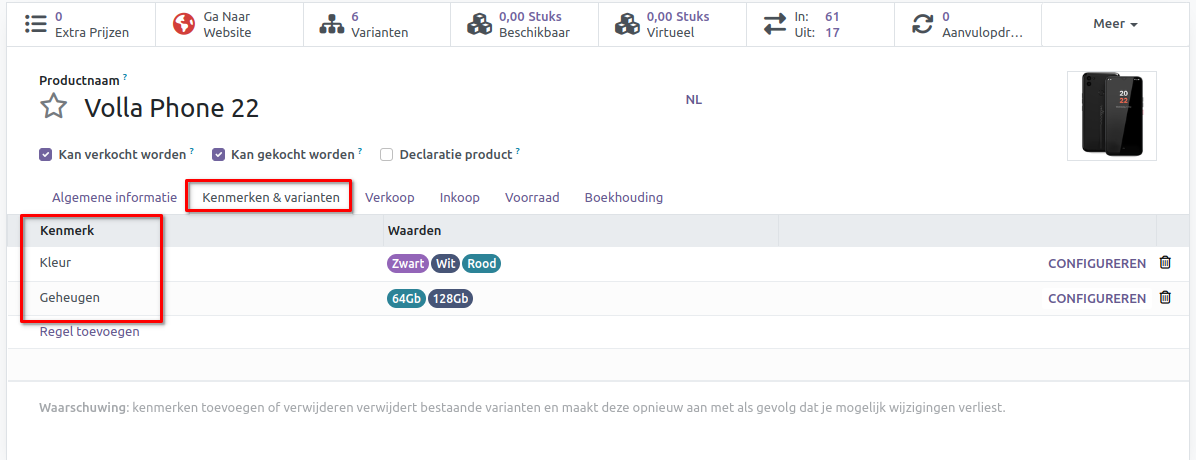 0
Extra Prijzen
Ga Naar
Website
6
Varianten
0,00 Stuks
Beschikbaar
0,00 Stuks
Virtueel
In: 61
Uit: 17
0
Aanvulopdr...
Meer
Productnaam ?
Volla Phone 22
NL
20
22
Kan verkocht worden ? Kan gekocht worden ? Declaratie product ?
Algemene informatie Kenmerken & varianten Verkoop Inkoop Voorraad Boekhouding
Kenmerk Waarden
Kleur Zwart Wit Rood CONFIGUREREN
Geheugen 64Gb 128Gb CONFIGUREREN
Regel toevoegen
Waarschuwing: kenmerken toevoegen of verwijderen verwijdert bestaande varianten en maakt deze opnieuw aan met als gevolg dat je mogelijk wijzigingen verliest.